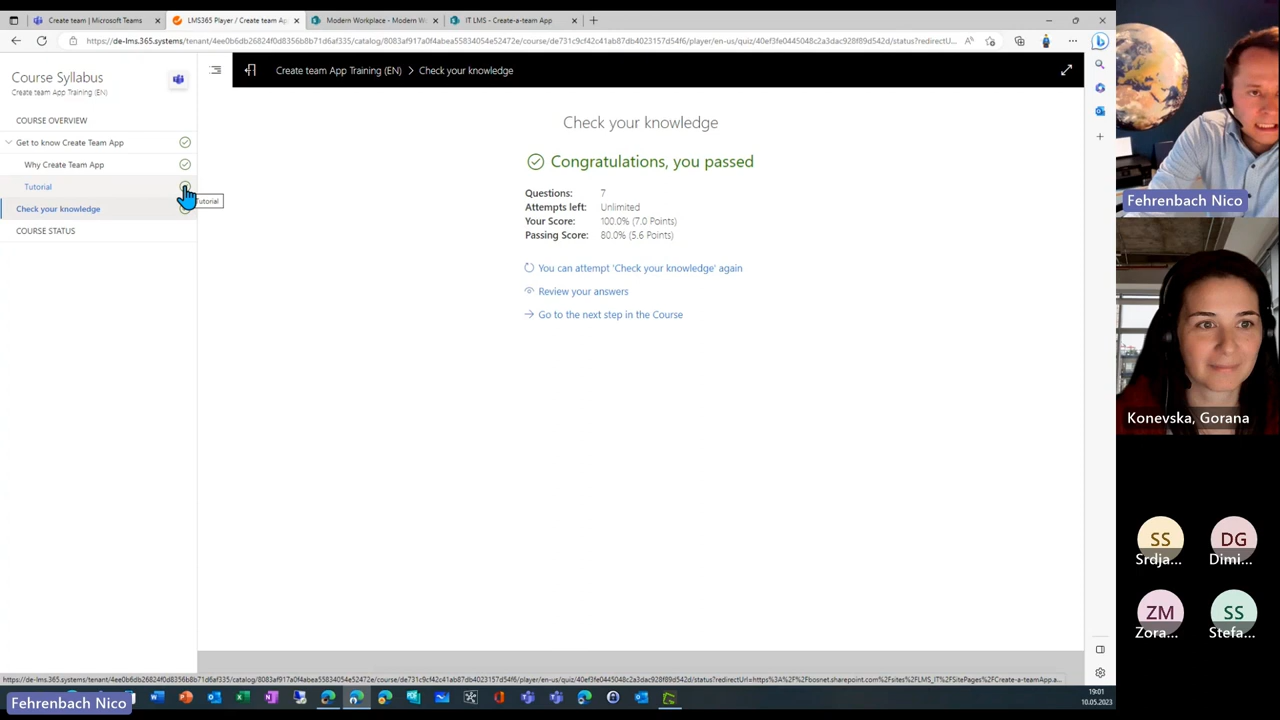 Create team | Microsoft Teams
LMS365 Player / Create team Ap
Modern Workplace - Modern W
IT LMS - Create-a-team App
Course Syllabus
Create team App Training (EN)
COURSE OVERVIEW
Get to know Create Team App
Why Create Team App
Tutorial
Tutorial
Check your knowledge
COURSE STATUS
Create team App Training (EN) > Check your knowledge
Check your knowledge
Congratulations, you passed
Questions: 7
Attempts left: Unlimited
Your Score: 100.0% (7.0 Points)
Passing Score: 80.0% (5.6 Points)
You can attempt 'Check your knowledge' again
Review your answers
Go to the next step in the Course
Fehrenbach Nico
Konevska, Gorana
SS
Srdja...
DG
Dimi...
ZM
Zora...
SS
Stefa...
19:01
10.05.2023
Fehrenbach Nico